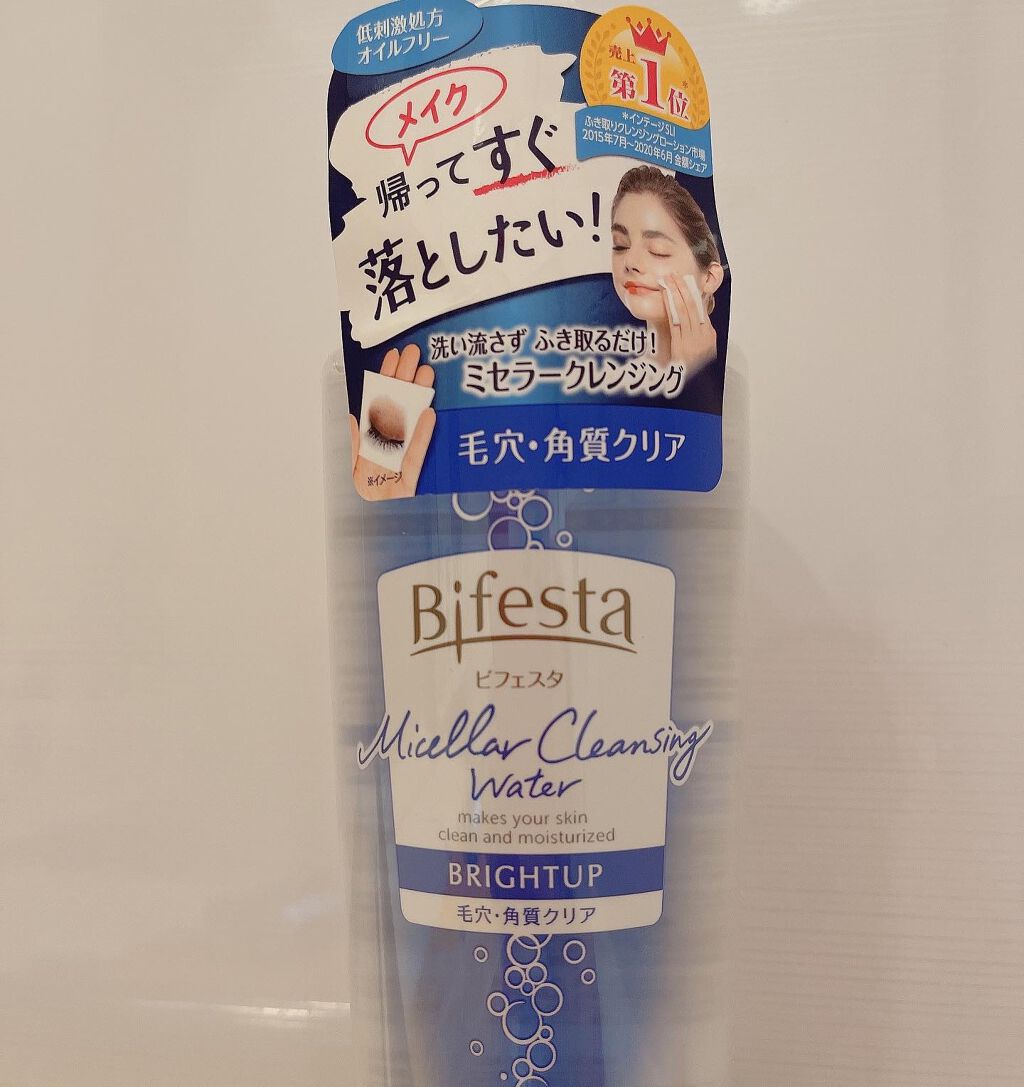 低刺激処方
オイルフリー
売上
第1位*
*インテージSLI
ふき取りクレンジングローション市場
2015年7月〜2020年6月 金額シェア
メイク
帰ってすぐ
落としたい!
洗い流さず ふき取るだけ!
ミセラークレンジング
※イメージ
毛穴・角質クリア
Bifesta
ビフェスタ
Micellar Cleansing
Water
makes your skin
clean and moisturized
BRIGHTUP
毛穴・角質クリア